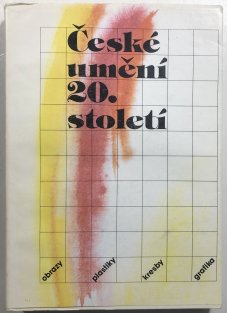 České
umění
20.
století
obrazy plastiky kresby grafika